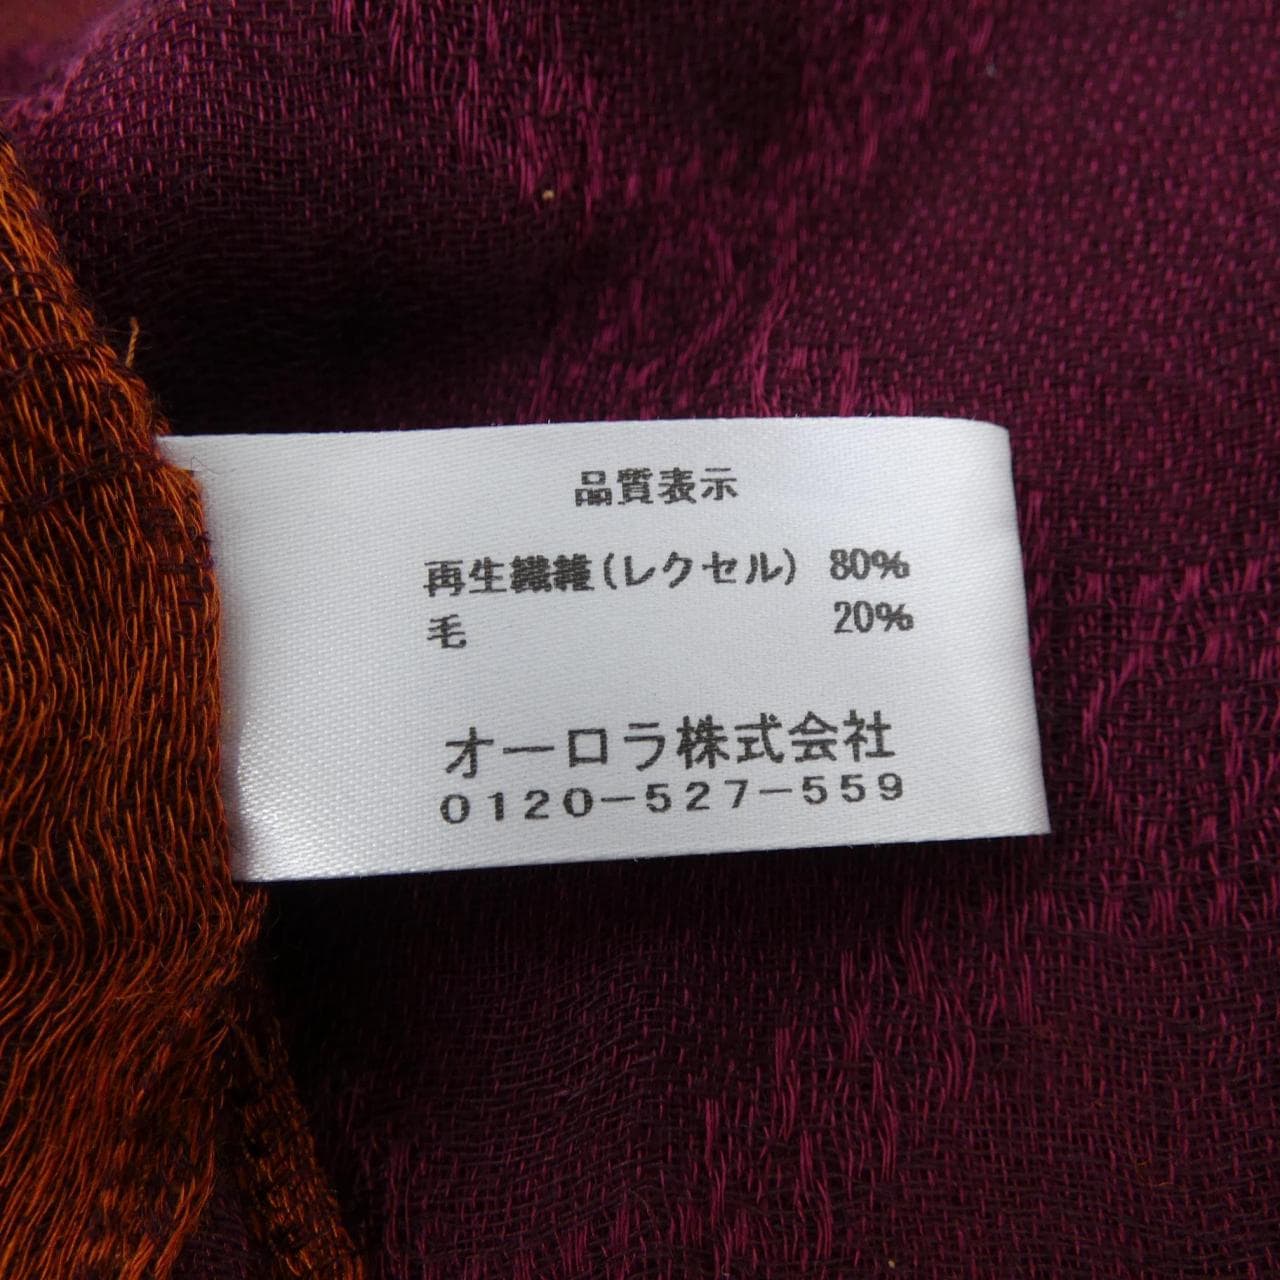 品質表示
再生繊維(レクセル) 80%
毛 20%
オーロラ株式会社
0120-527-559